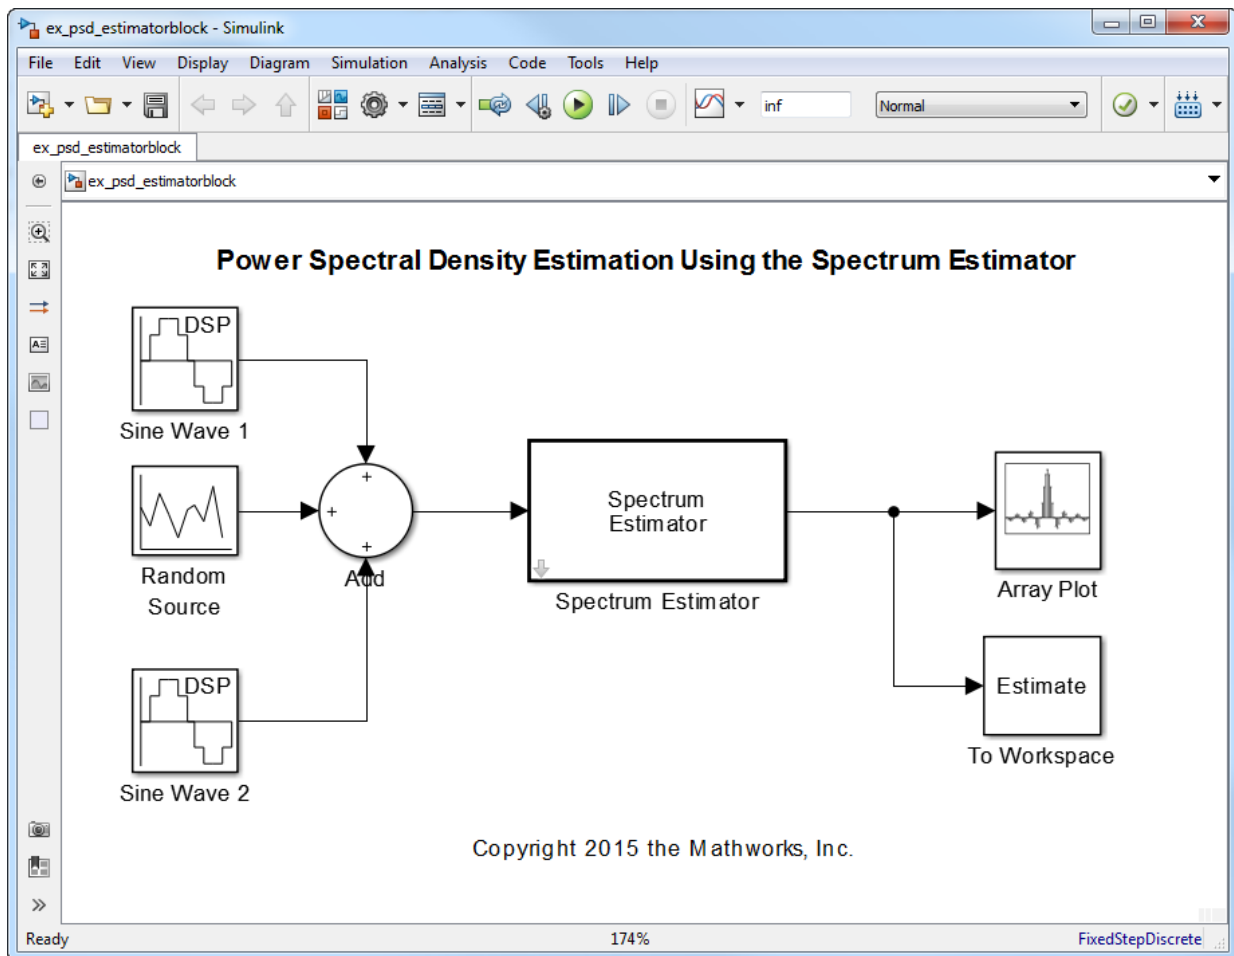 ex_psd_estimatorblock - Simulink
File Edit View Display Diagram Simulation Analysis Code Tools Help
inf Normal
ex_psd_estimatorblock
ex_psd_estimatorblock
Power Spectral Density Estimation Using the Spectrum Estimator
DSP
Sine Wave 1
Random
Source
+
+
+
Add
Spectrum
Estimator
Spectrum Estimator
Array Plot
Estimate
To Workspace
DSP
Sine Wave 2
Copyright 2015 the Mathworks, Inc.
Ready 174% FixedStepDiscrete